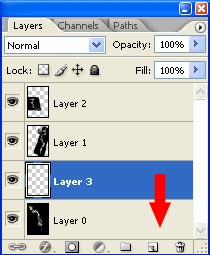 Layers Channels Paths
Normal Opacity: 100%
Lock: Fill: 100%
Layer 2
Layer 1
Layer 3
Layer 0